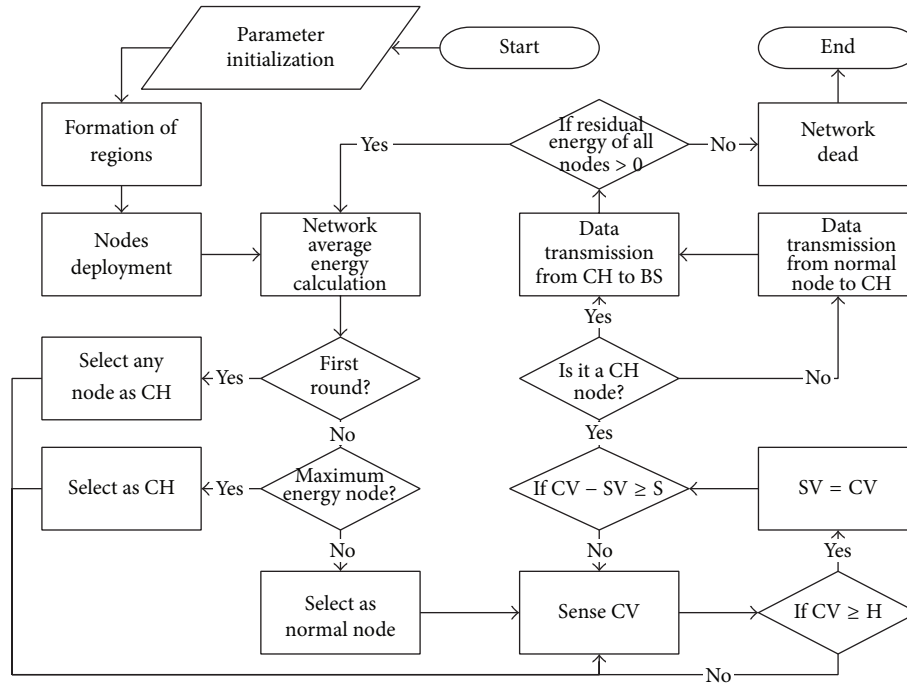 Parameter
initialization
Start
End
Formation of
regions
Yes
If residual
energy of all
nodes > 0
No
Network
dead
Nodes
deployment
Network
average
energy
calculation
Data
transmission
from CH to BS
Data
transmission
from normal
node to CH
Select any
node as CH
Yes
First
round?
Yes
Is it a CH
node?
No
No
Yes
Select as CH
Yes
Maximum
energy node?
If CV − SV ≥ S
SV = CV
No
No
Yes
Select as
normal node
Sense CV
If CV ≥ H
No